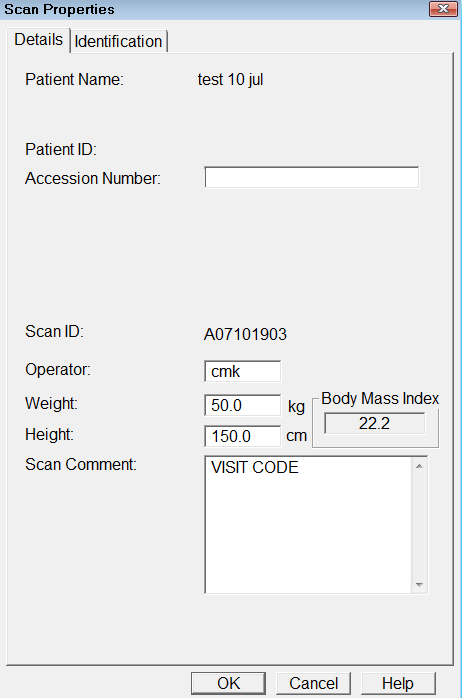 Scan Properties
Details Identification
Patient Name: test 10 jul
Patient ID:
Accession Number:
Scan ID: A07101903
Operator: cmk
Weight: 50.0 kg
Body Mass Index
22.2
Height: 150.0 cm
Scan Comment: VISIT CODE
OK Cancel Help